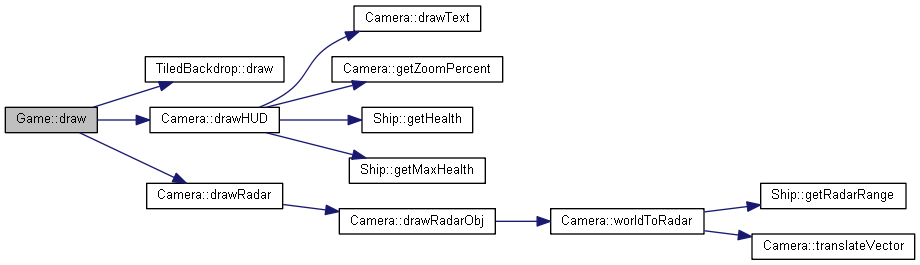 Camera::drawText
TiledBackdrop::draw
Camera::getZoomPercent
Game::draw
Camera::drawHUD
Ship::getHealth
Ship::getMaxHealth
Camera::drawRadar
Ship::getRadarRange
Camera::drawRadarObj
Camera::worldToRadar
Camera::translateVector